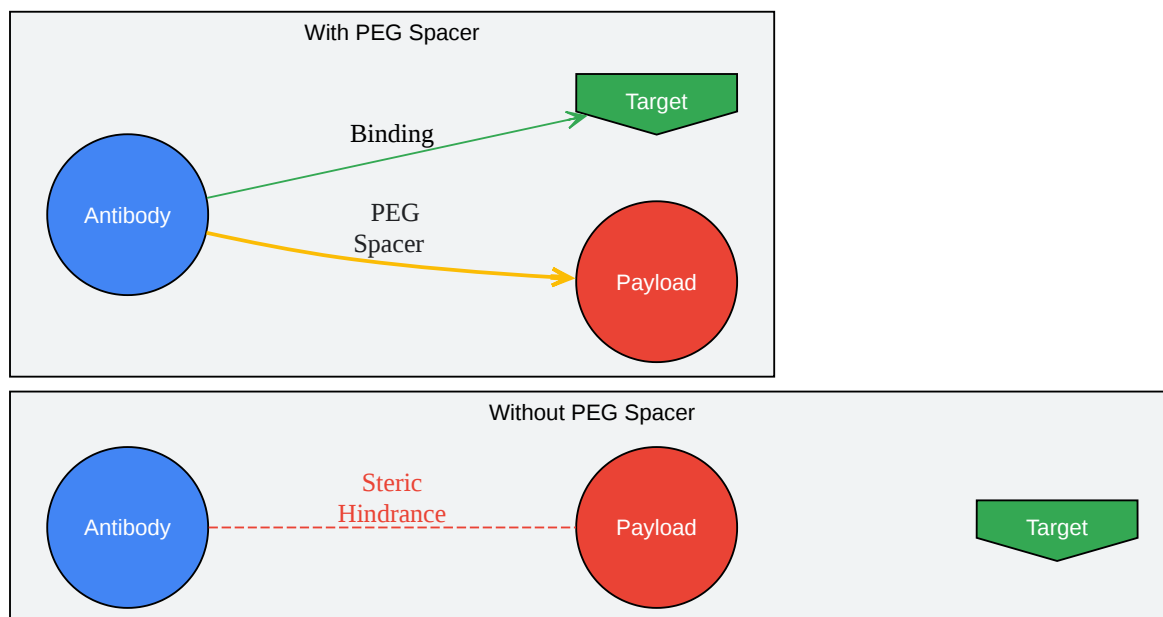 With PEG Spacer
Target
Binding
Antibody
PEG
Spacer
Payload
Without PEG Spacer
Steric
Hindrance
Antibody
Payload
Target